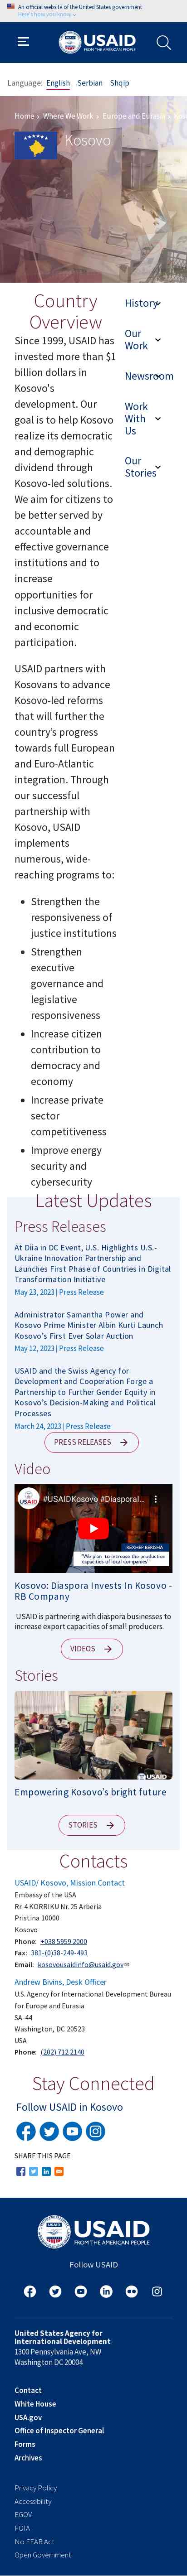 An official website of the United States government
Here's how you know
USAID
FROM THE AMERICAN PEOPLE
Language: English Serbian Shqip
Home › Where We Work › Europe and Eurasia ›
Kosovo
Country
Overview
Since 1999, USAID has
invested more than $1
billion dollars in
Kosovo's
development. Our
goal is to help Kosovo
realize its democratic
and demographic
dividend through
Kosovo-led solutions.
We aim for citizens to
be better served by
accountable and
effective governance
institutions and to
increase
opportunities for
inclusive democratic
and economic
participation.
USAID partners with
Kosovans to advance
Kosovo-led reforms
that will further the
country's progress
towards full European
and Euro-Atlantic
integration. Through
our successful
partnership with
Kosovo, USAID
implements
numerous, wide-
reaching programs to:
• Strengthen the
responsiveness of
justice institutions
• Strengthen
executive
governance and
legislative
responsiveness
• Increase citizen
contribution to
democracy and
economy
• Increase private
sector
competitiveness
• Improve energy
security and
cybersecurity
History
Our
Work
Newsroom
Work
With
Us
Our
Stories
Latest Updates
Press Releases
At Diia in DC Event, U.S. Highlights U.S.-
Ukraine Innovation Partnership and
Launches First Phase of Countries in Digital
Transformation Initiative
May 23, 2023 | Press Release
Administrator Samantha Power and
Kosovo Prime Minister Albin Kurti Launch
Kosovo's First Ever Solar Auction
May 12, 2023 | Press Release
USAID and the Swiss Agency for
Development and Cooperation Forge a
Partnership to Further Gender Equity in
Kosovo's Decision-Making and Political
Processes
March 24, 2023 | Press Release
PRESS RELEASES →
Video
USAID
#USAIDKosovo #Diasporal...
REXHEP BERISHA
"We plan to increase the production
capacities of local companies"
Kosovo: Diaspora Invests In Kosovo -
RB Company
USAID is partnering with small businesses to
increase export capacities of small producers.
VIDEOS →
Stories
USAID
Empowering Kosovo's bright future
STORIES →
Contacts
USAID/ Kosovo, Mission Contact
Embassy of the USA
Rr. 4 KORRIKU Nr. 25 Arberia
Pristina 10000
Kosovo
Phone: +038 5959 2000
Fax: 381-(0)38-249-493
Email: kosovousaidinfo@usaid.gov
Andrew Bivins, Desk Officer
U.S. Agency for International Development Bureau
for Europe and Eurasia
SA-44
Washington, DC 20523
USA
Phone: (202) 712 2140
Stay Connected
Follow USAID in Kosovo
SHARE THIS PAGE
USAID
FROM THE AMERICAN PEOPLE
Follow USAID
United States Agency for
International Development
1300 Pennsylvania Ave, NW
Washington DC 20004
Contact
White House
USA.gov
Office of Inspector General
Forms
Archives
Privacy Policy
Accessibility
EGOV
FOIA
No FEAR Act
Open Government